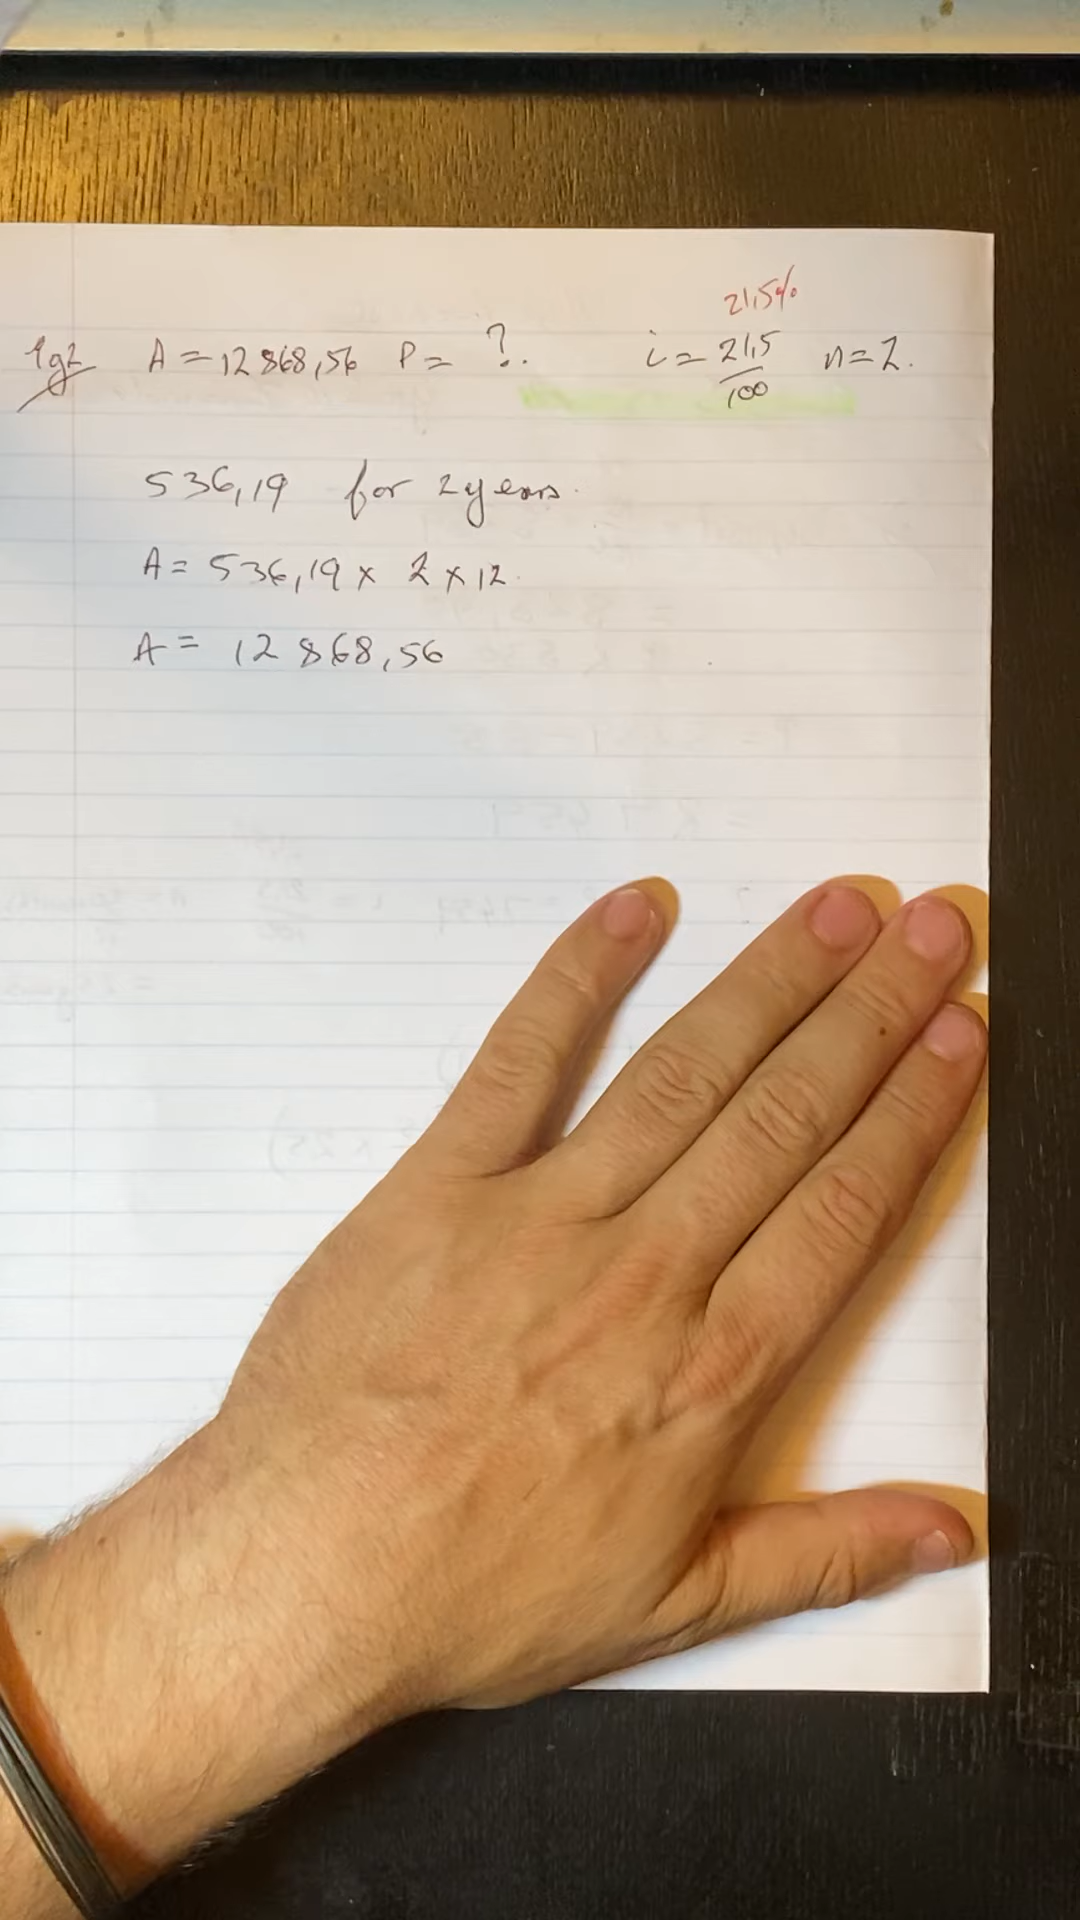 21,5%
1g2 A = 12 868,56 P = ?. i = 21,5/100 n = 2.
536,19 for 2 years.
A = 536,19 x 2 x 12.
A = 12 868,56